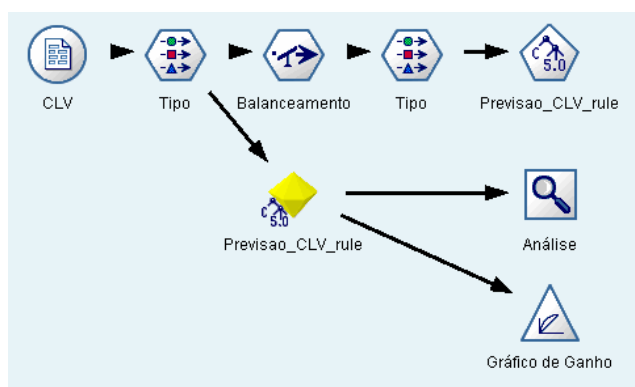 CLV
Tipo
Balanceamento
Tipo
C 5.0
Previsao_CLV_rule
C 5.0
Previsao_CLV_rule
Análise
Gráfico de Ganho